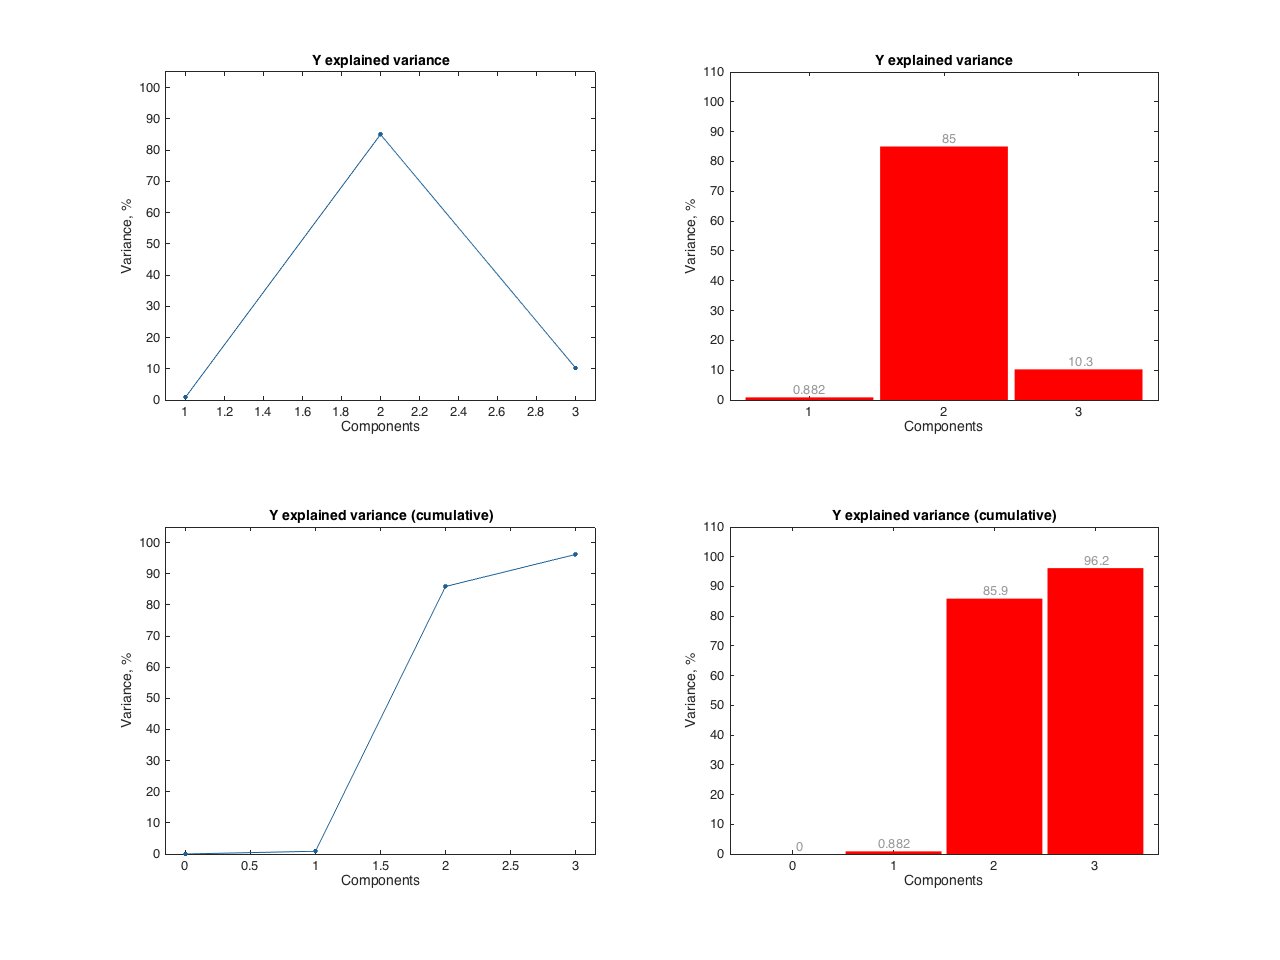 Y explained variance
100
90
80
70
60
50
40
30
20
10
0
Variance, %
1 1.2 1.4 1.6 1.8 2 2.2 2.4 2.6 2.8 3
Components
Y explained variance
110
100
90
80
70
60
50
40
30
20
10
0
Variance, %
0.882 85 10.3
1 2 3
Components
Y explained variance (cumulative)
100
90
80
70
60
50
40
30
20
10
0
Variance, %
0 0.5 1 1.5 2 2.5 3
Components
Y explained variance (cumulative)
110
100
90
80
70
60
50
40
30
20
10
0
Variance, %
0 0.882 85.9 96.2
0 1 2 3
Components